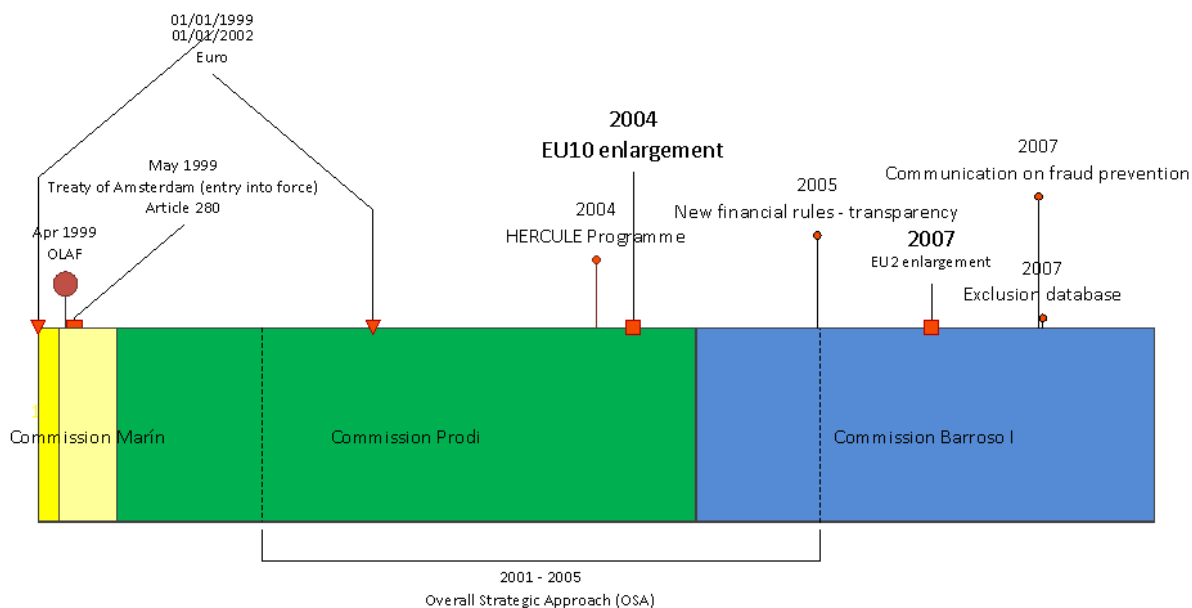 01/01/1999
01/01/2002
Euro
2004
EU10 enlargement
May 1999
Treaty of Amsterdam (entry into force)
Article 280
2007
Communication on fraud prevention
2005
New financial rules - transparency
2004
HERCULE Programme
Apr 1999
OLAF
2007
EU2 enlargement
2007
Exclusion database
1
Commission Marín
Commission Prodi
Commission Barroso I
2001 - 2005
Overall Strategic Approach (OSA)